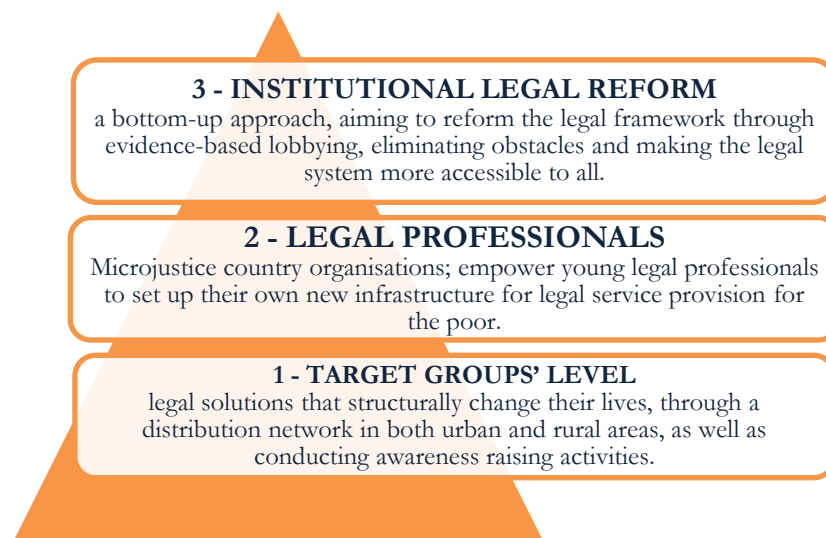 3 - INSTITUTIONAL LEGAL REFORM
a bottom-up approach, aiming to reform the legal framework through
evidence-based lobbying, eliminating obstacles and making the legal
system more accessible to all.
2 - LEGAL PROFESSIONALS
Microjustice country organisations; empower young legal professionals
to set up their own new infrastructure for legal service provision for
the poor.
1 - TARGET GROUPS’ LEVEL
legal solutions that structurally change their lives, through a
distribution network in both urban and rural areas, as well as
conducting awareness raising activities.